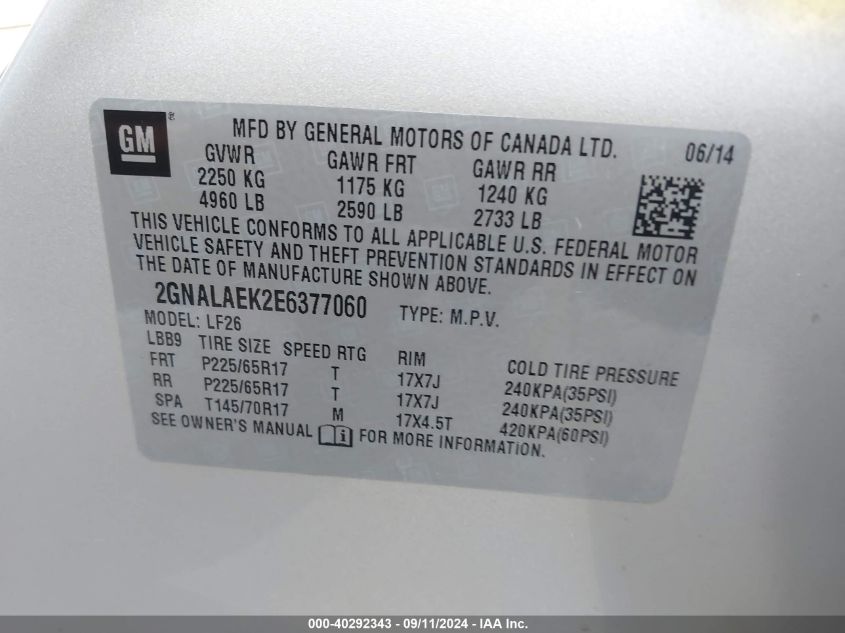 GM ®
MFD BY GENERAL MOTORS OF CANADA LTD. 06/14
GVWR GAWR FRT GAWR RR
2250 KG 1175 KG 1240 KG
4960 LB 2590 LB 2733 LB
THIS VEHICLE CONFORMS TO ALL APPLICABLE U.S. FEDERAL MOTOR
VEHICLE SAFETY AND THEFT PREVENTION STANDARDS IN EFFECT ON
THE DATE OF MANUFACTURE SHOWN ABOVE.
2GNALAEK2E6377060 TYPE: M.P.V.
MODEL: LF26
LBB9 TIRE SIZE SPEED RTG RIM COLD TIRE PRESSURE
FRT P225/65R17 T 17X7J 240KPA(35PSI)
RR P225/65R17 T 17X7J 240KPA(35PSI)
SPA T145/70R17 M 17X4.5T 420KPA(60PSI)
SEE OWNER'S MANUAL i FOR MORE INFORMATION.
000-40292343 - 09/11/2024 - IAA Inc.